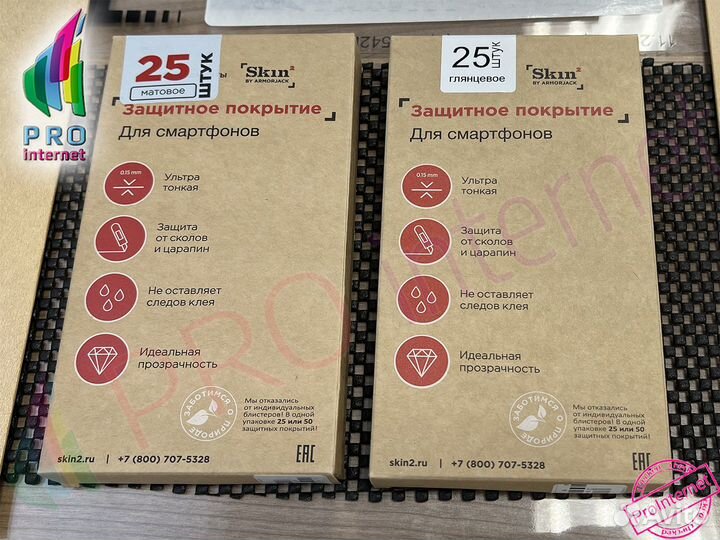 PRO
internet
25
ШТУК
матовое
Skin2
BY ARMORJACK
Защитное покрытие
Для смартфонов
0.15 mm
Ультра
тонкая
Защита
от сколов
и царапин
Не оставляет
следов клея
Идеальная
прозрачность
ЗАБОТИМСЯ О ПРИРОДЕ
Мы отказались
от индивидуальных
блистеров! В одной
упаковке 25 или 50
защитных покрытий!
skin2.ru | +7 (800) 707-5328
EAC
25
ШТУК
глянцевое
Skin2
BY ARMORJACK
Защитное покрытие
Для смартфонов
0.15 mm
Ультра
тонкая
Защита
от сколов
и царапин
Не оставляет
следов клея
Идеальная
прозрачность
ЗАБОТИМСЯ О ПРИРОДЕ
Мы отказались
от индивидуальных
блистеров! В одной
упаковке 25 или 50
защитных покрытий!
skin2.ru | +7 (800) 707-5328
EAC
PRO internet
ProInternet
Avito